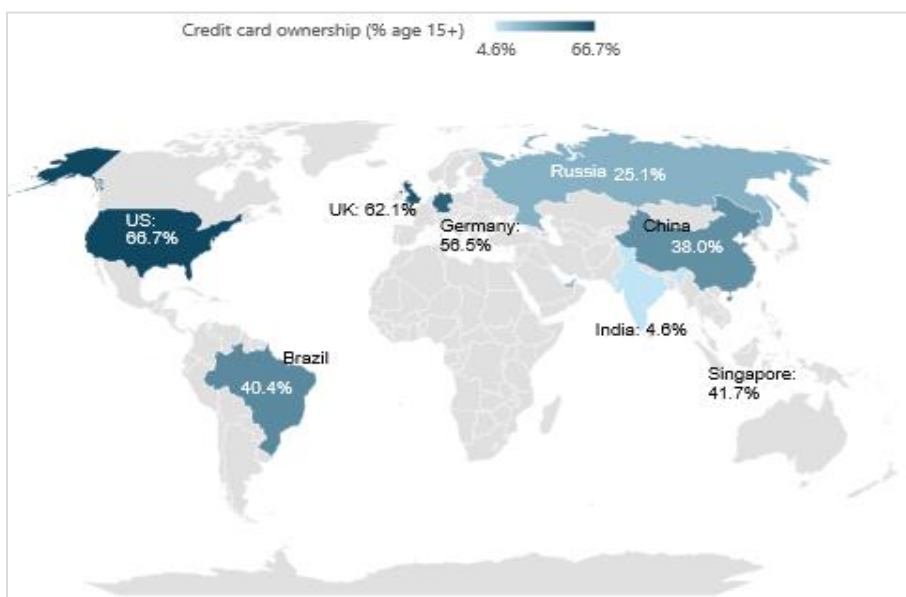 Credit card ownership (% age 15+)
4.6% 66.7%
Russia 25.1%
UK: 62.1%
US:
66.7%
Germany:
56.5%
China
38.0%
India: 4.6%
Brazil
40.4%
Singapore:
41.7%